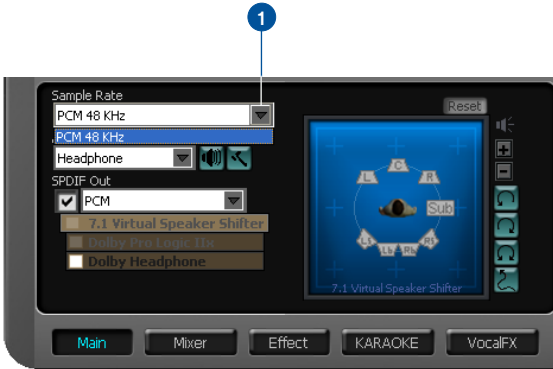 1
Sample Rate
PCM 48 KHz
PCM 48 KHz
Headphone
SPDIF Out
PCM
7.1 Virtual Speaker Shifter
Dolby Pro Logic IIx
Dolby Headphone
Reset
C
L
R
Sub
Ls
Lb
Rb
Rs
7.1 Virtual Speaker Shifter
Main
Mixer
Effect
KARAOKE
VocalFX